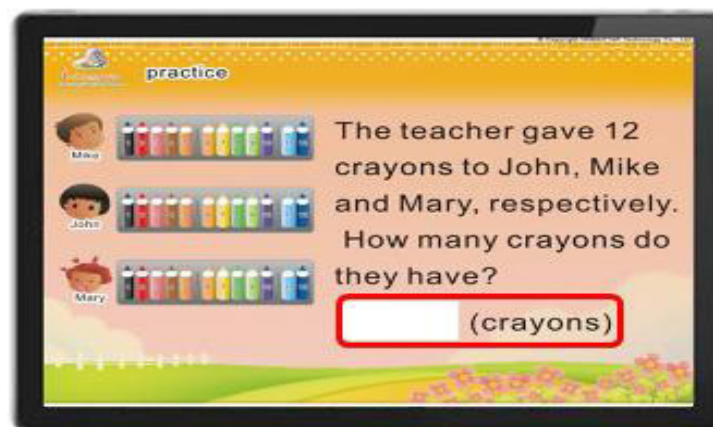 practice
Mike
John
Mary
The teacher gave 12
crayons to John, Mike
and Mary, respectively.
How many crayons do
they have?
(crayons)